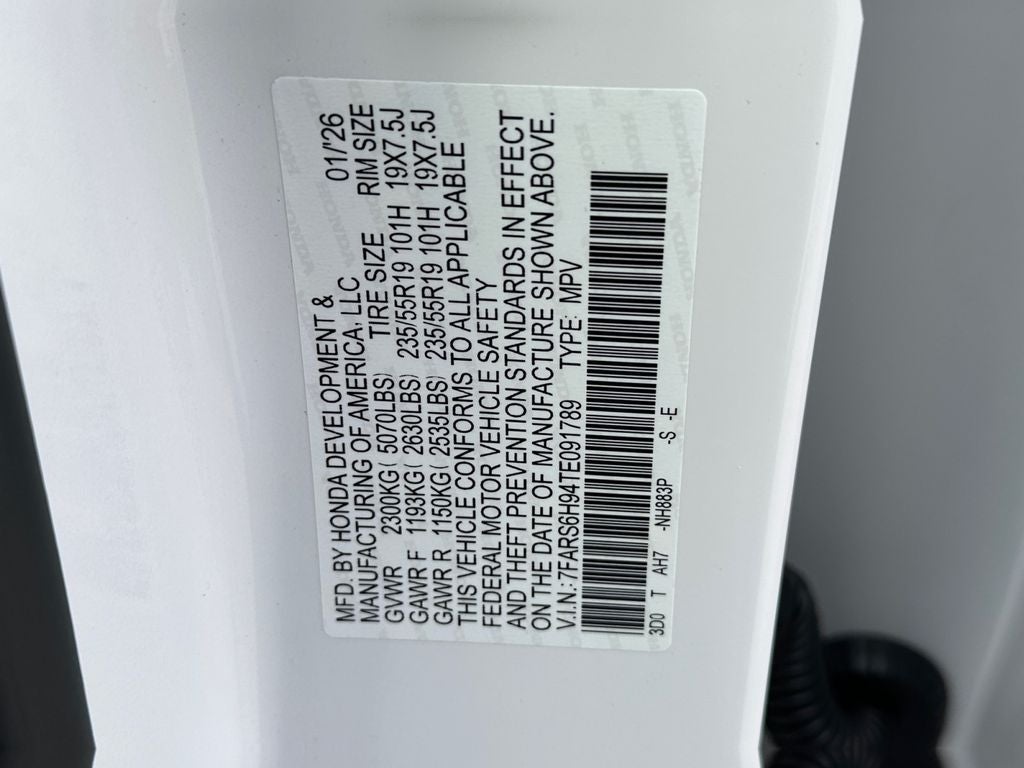 MFD. BY HONDA DEVELOPMENT &
MANUFACTURING OF AMERICA, LLC 01/'26
GVWR 2300KG( 5070LBS) TIRE SIZE RIM SIZE
GAWR F 1193KG( 2630LBS) 235/55R19 101H 19X7.5J
GAWR R 1150KG( 2535LBS) 235/55R19 101H 19X7.5J
THIS VEHICLE CONFORMS TO ALL APPLICABLE
FEDERAL MOTOR VEHICLE SAFETY
AND THEFT PREVENTION STANDARDS IN EFFECT
ON THE DATE OF MANUFACTURE SHOWN ABOVE.
V.I.N.: 7FARS6H94TE091789 TYPE: MPV
3D0 T AH7 -NH883P -S -E